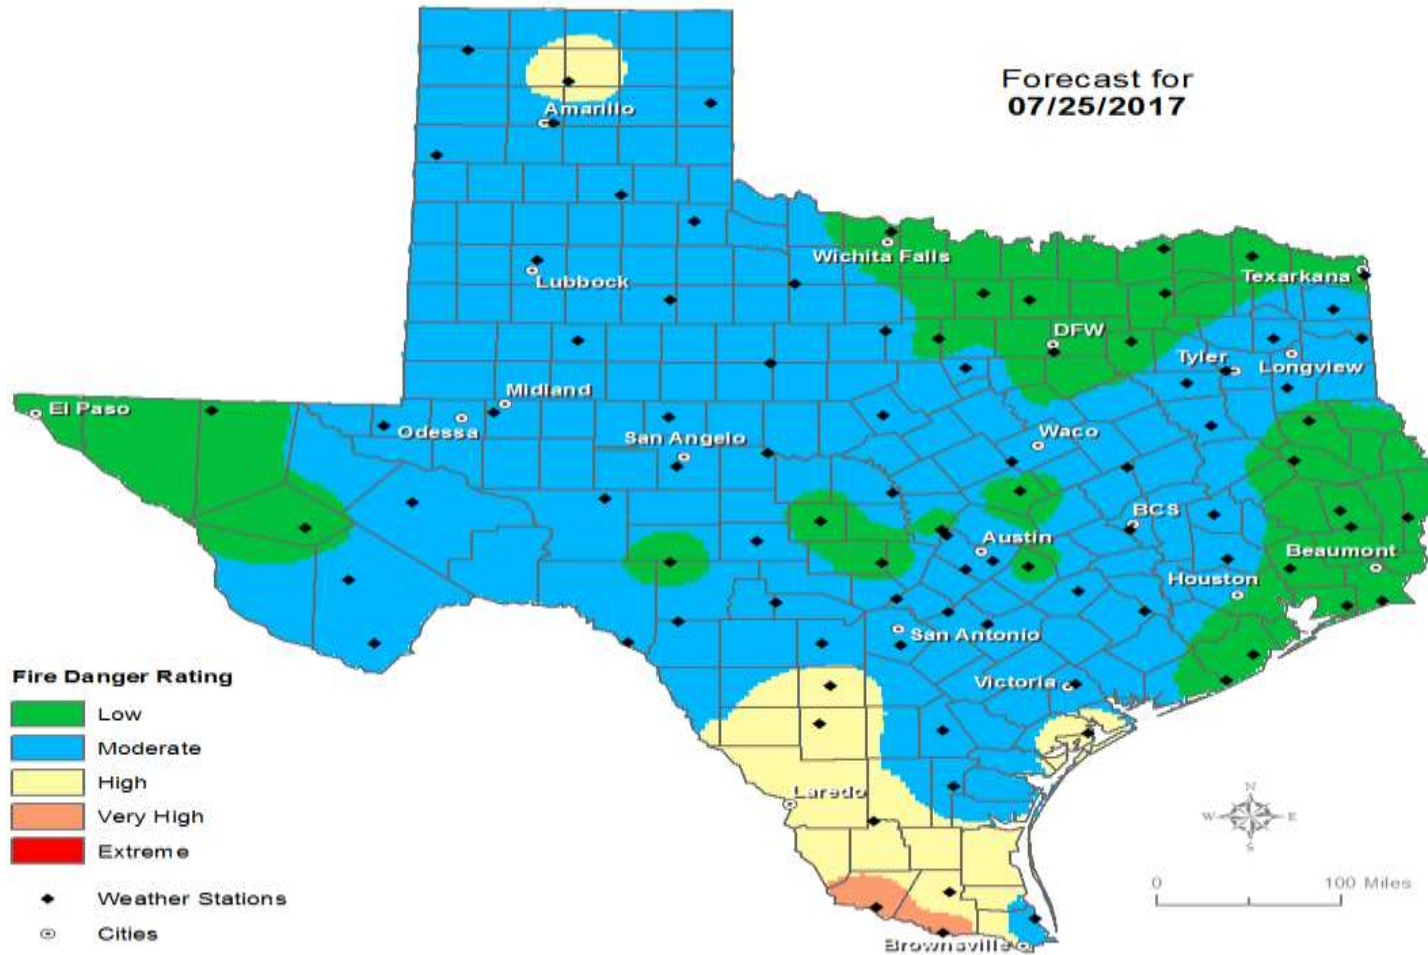 Forecast for
07/25/2017
Amarillo
Wichita Falls
Texarkana
Lubbock
DFW
Tyler
Longview
Midland
El Paso
Odessa
San Angelo
Waco
BCS
Austin
Beaumont
Houston
San Antonio
Victoria
Laredo
Brownsville
Fire Danger Rating
Low
Moderate
High
Very High
Extreme
Weather Stations
Cities
N
W E
S
0 100 Miles